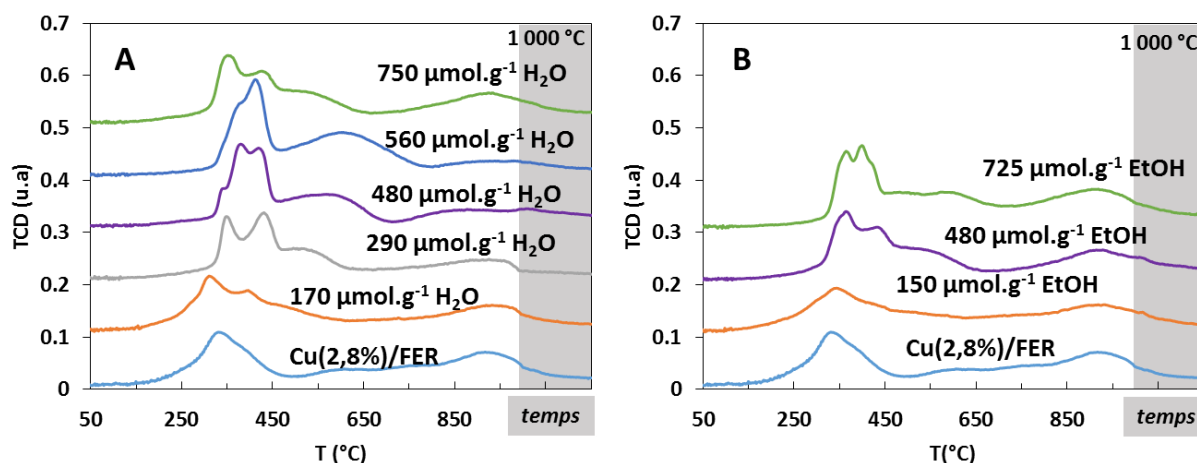 A
1 000 °C
0.7
0.6
0.5
0.4
0.3
0.2
0.1
0
TCD (u.a)
750 µmol.g-1 H2O
560 µmol.g-1 H2O
480 µmol.g-1 H2O
290 µmol.g-1 H2O
170 µmol.g-1 H2O
Cu(2,8%)/FER
50 250 450 650 850 temps
T (°C)
B
1 000 °C
0.7
0.6
0.5
0.4
0.3
0.2
0.1
0
TCD (u.a)
725 µmol.g-1 EtOH
480 µmol.g-1 EtOH
150 µmol.g-1 EtOH
Cu(2,8%)/FER
50 250 450 650 850 temps
T(°C)